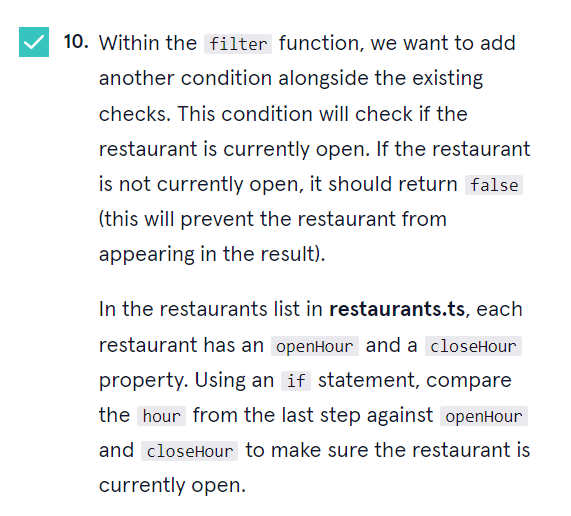 10. Within the filter function, we want to add
another condition alongside the existing
checks. This condition will check if the
restaurant is currently open. If the restaurant
is not currently open, it should return false
(this will prevent the restaurant from
appearing in the result).
In the restaurants list in restaurants.ts, each
restaurant has an openHour and a closeHour
property. Using an if statement, compare
the hour from the last step against openHour
and closeHour to make sure the restaurant is
currently open.